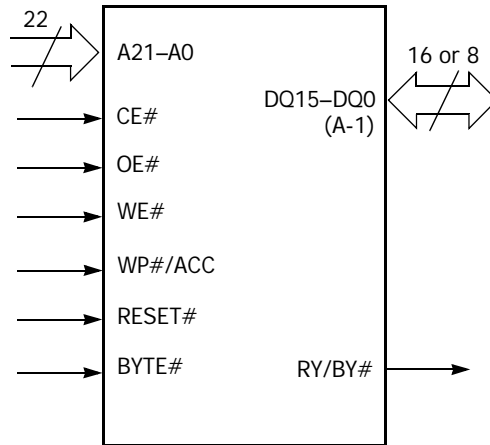 22
A21–A0
16 or 8
DQ15–DQ0
(A-1)
CE#
OE#
WE#
WP#/ACC
RESET#
BYTE#
RY/BY#